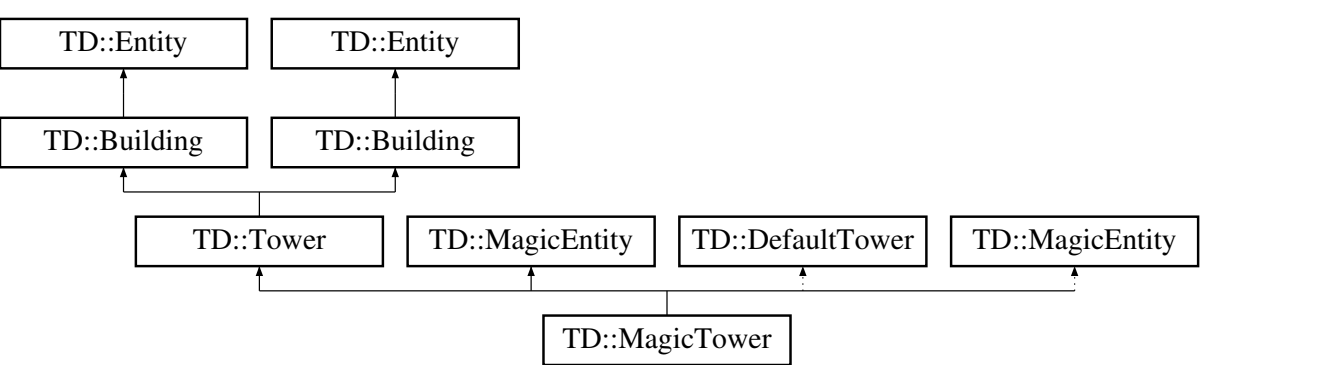 TD::Entity
TD::Entity
TD::Building
TD::Building
TD::Tower
TD::MagicEntity
TD::DefaultTower
TD::MagicEntity
TD::MagicTower